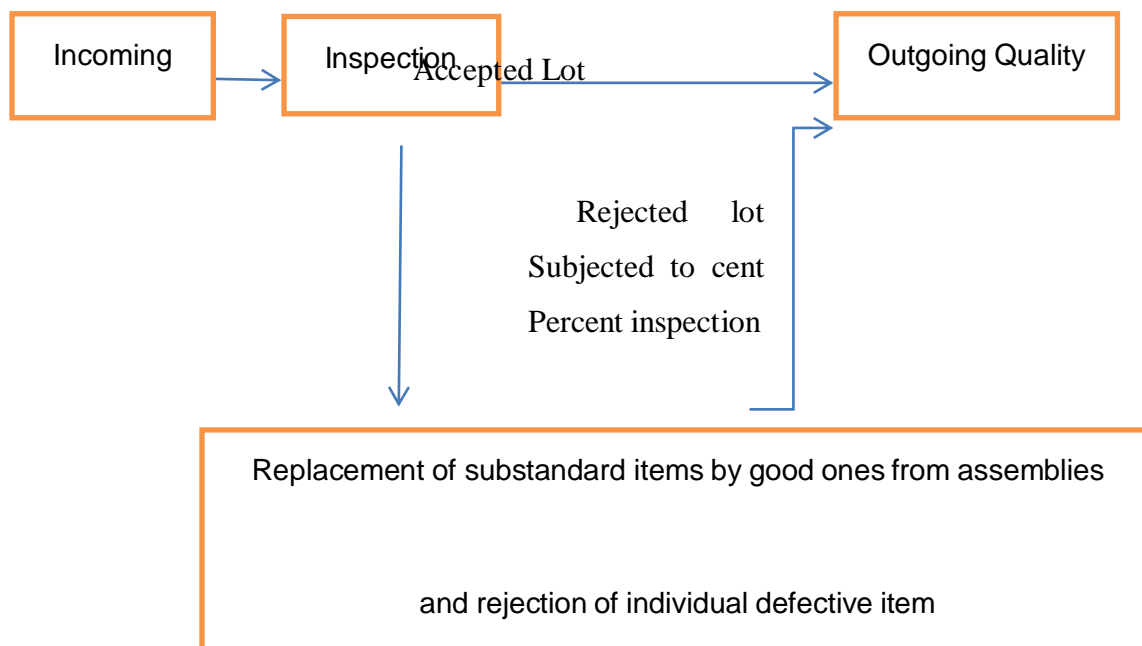 Incoming
Inspection
Accepted Lot
Outgoing Quality
Rejected lot
Subjected to cent
Percent inspection
Replacement of substandard items by good ones from assemblies
and rejection of individual defective item